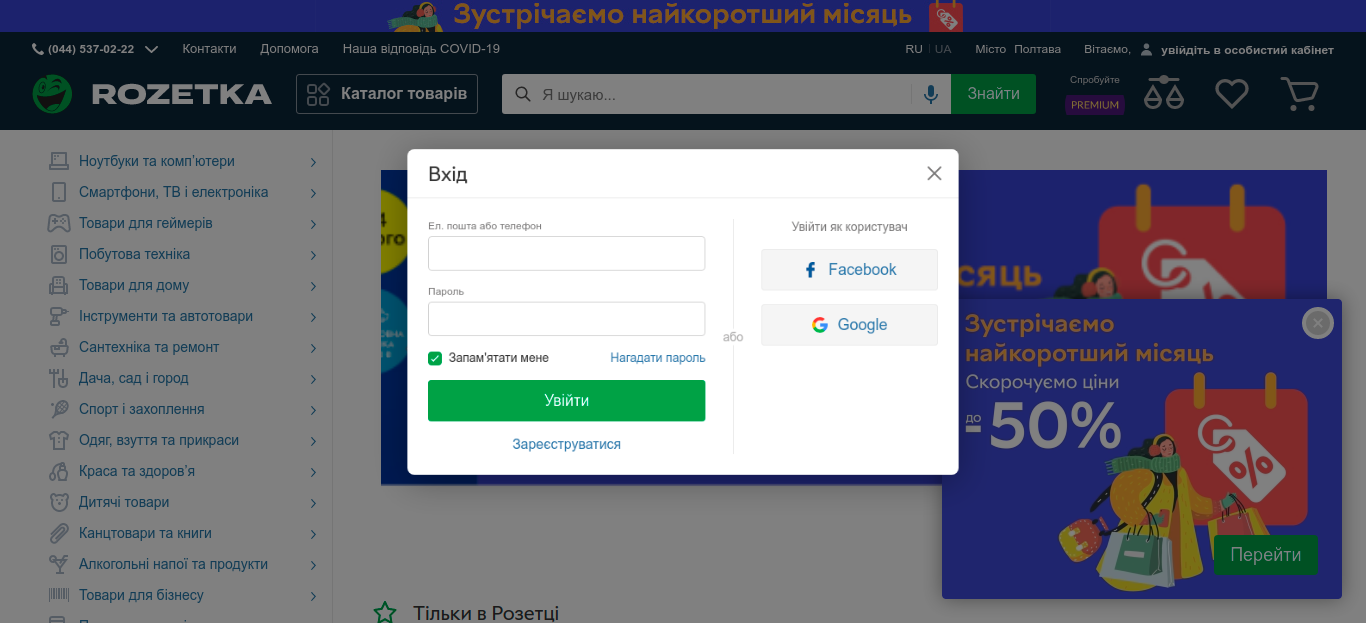 Зустрічаємо найкоротший місяць
(044) 537-02-22
Контакти
Допомога
Наша відповідь COVID-19
RU
UA
Місто Полтава
Вітаємо,
увійдіть в особистий кабінет
ROZETKA
Каталог товарів
Я шукаю...
Знайти
Спробуйте
PREMIUM
Ноутбуки та комп'ютери
Смартфони, ТВ і електроніка
Товари для геймерів
Побутова техніка
Товари для дому
Інструменти та автотовари
Сантехніка та ремонт
Дача, сад і город
Спорт і захоплення
Одяг, взуття та прикраси
Краса та здоров'я
Дитячі товари
Канцтовари та книги
Алкогольні напої та продукти
Товари для бізнесу
Вхід
Ел. пошта або телефон
Пароль
Запам'ятати мене
Нагадати пароль
Увійти
Зареєструватися
або
Увійти як користувач
Facebook
Google
Зустрічаємо
найкоротший місяць
Скорочуємо ціни
до
-50%
Перейти
Тільки в Розетці